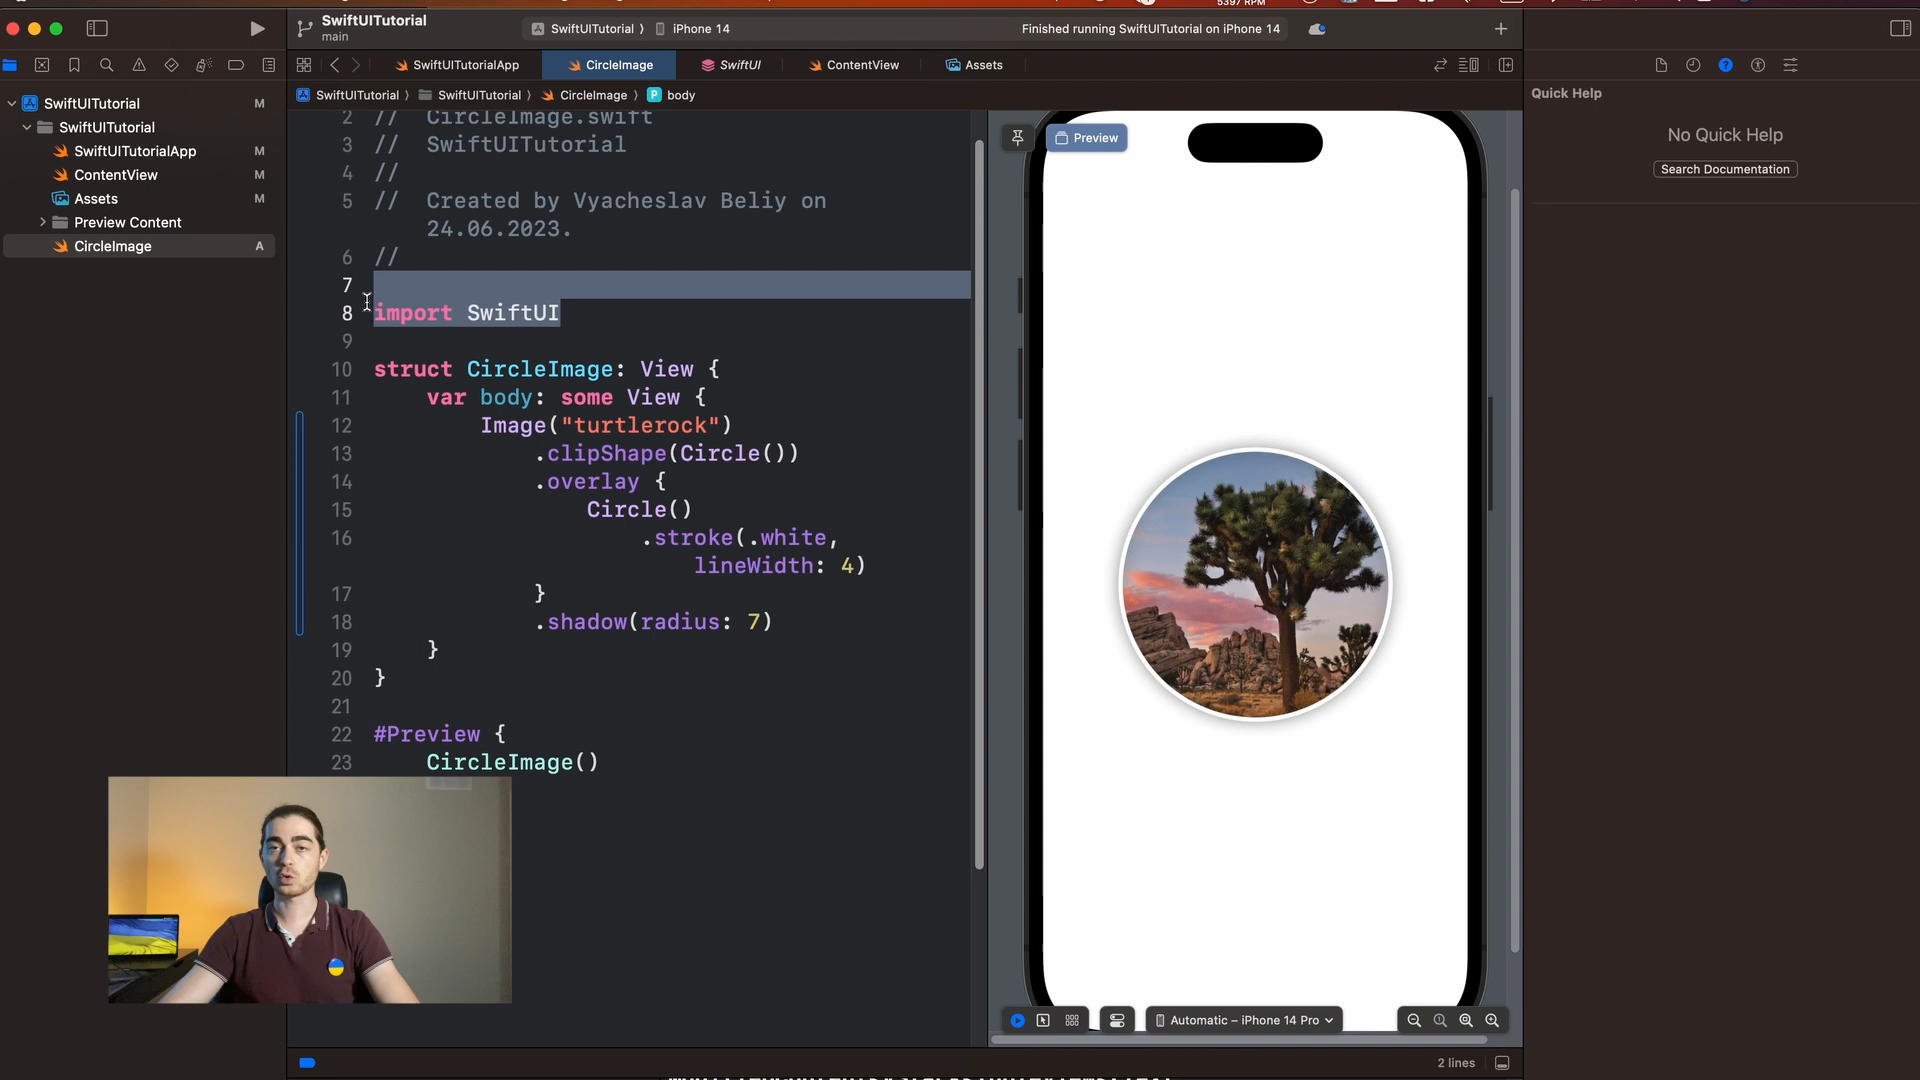 5397 RPM
SwiftUITutorial
main
SwiftUITutorial ⟩ iPhone 14
Finished running SwiftUITutorial on iPhone 14
SwiftUITutorialApp
CircleImage
SwiftUI
ContentView
Assets
SwiftUITutorial ⟩ SwiftUITutorial ⟩ CircleImage ⟩ P body
SwiftUITutorial M
SwiftUITutorial
SwiftUITutorialApp M
ContentView M
Assets M
Preview Content
CircleImage A
2 // CircleImage.swift
3 // SwiftUITutorial
4 //
5 // Created by Vyacheslav Beliy on
24.06.2023.
6 //
7
8 import SwiftUI
9
10 struct CircleImage: View {
11 var body: some View {
12 Image("turtlerock")
13 .clipShape(Circle())
14 .overlay {
15 Circle()
16 .stroke(.white,
lineWidth: 4)
17 }
18 .shadow(radius: 7)
19 }
20 }
21
22 #Preview {
23 CircleImage()
Preview
Automatic – iPhone 14 Pro
2 lines
Quick Help
No Quick Help
Search Documentation